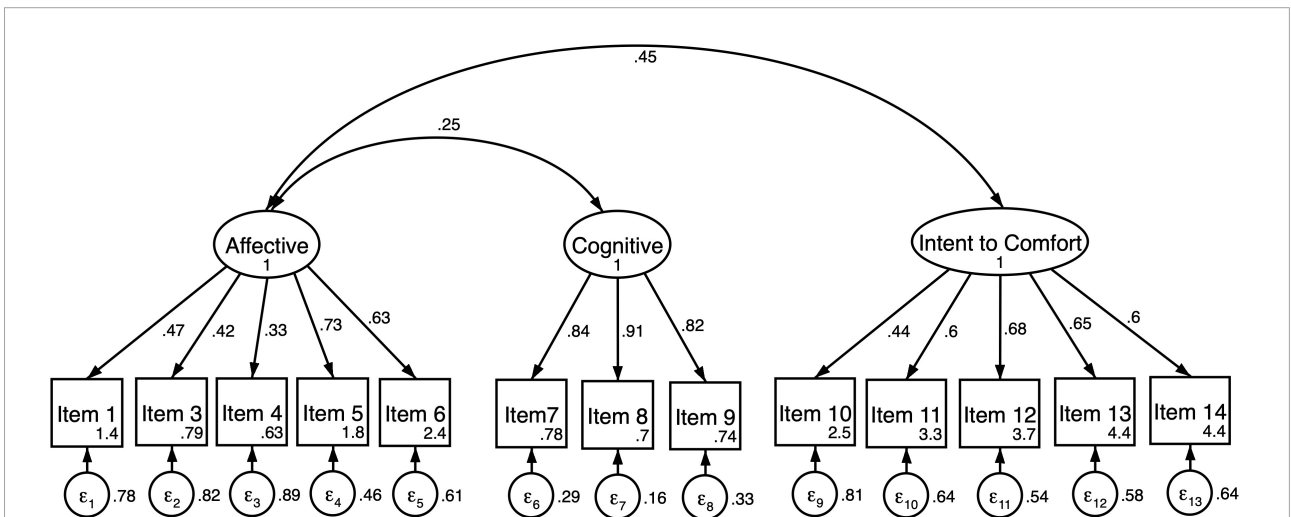 .45
.25
Affective
1
Cognitive
1
Intent to Comfort
1
.47 .42 .33 .73 .63
.84 .91 .82
.44 .6 .68 .65 .6
Item 1
1.4
Item 3
.79
Item 4
.63
Item 5
1.8
Item 6
2.4
Item7
.78
Item 8
.7
Item 9
.74
Item 10
2.5
Item 11
3.3
Item 12
3.7
Item 13
4.4
Item 14
4.4
ε1 .78
ε2 .82
ε3 .89
ε4 .46
ε5 .61
ε6 .29
ε7 .16
ε8 .33
ε9 .81
ε10 .64
ε11 .54
ε12 .58
ε13 .64